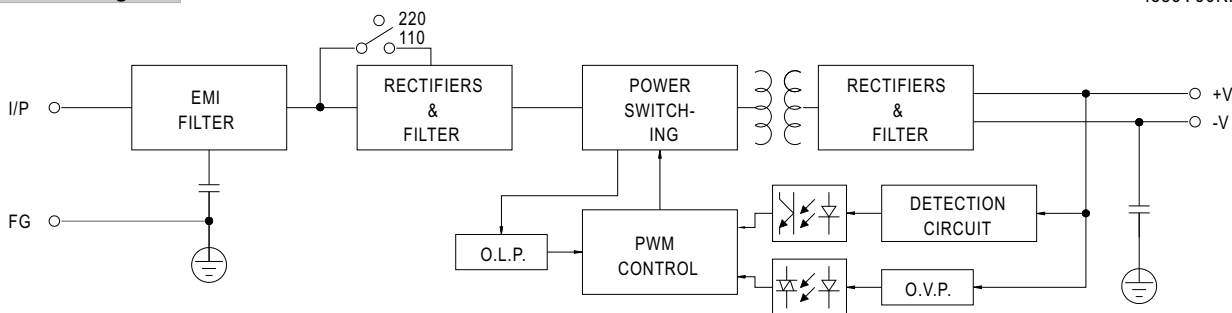 220
110
I/P
EMI
FILTER
RECTIFIERS
&
FILTER
POWER
SWITCH-
ING
RECTIFIERS
&
FILTER
+V
-V
FG
O.L.P.
PWM
CONTROL
DETECTION
CIRCUIT
O.V.P.